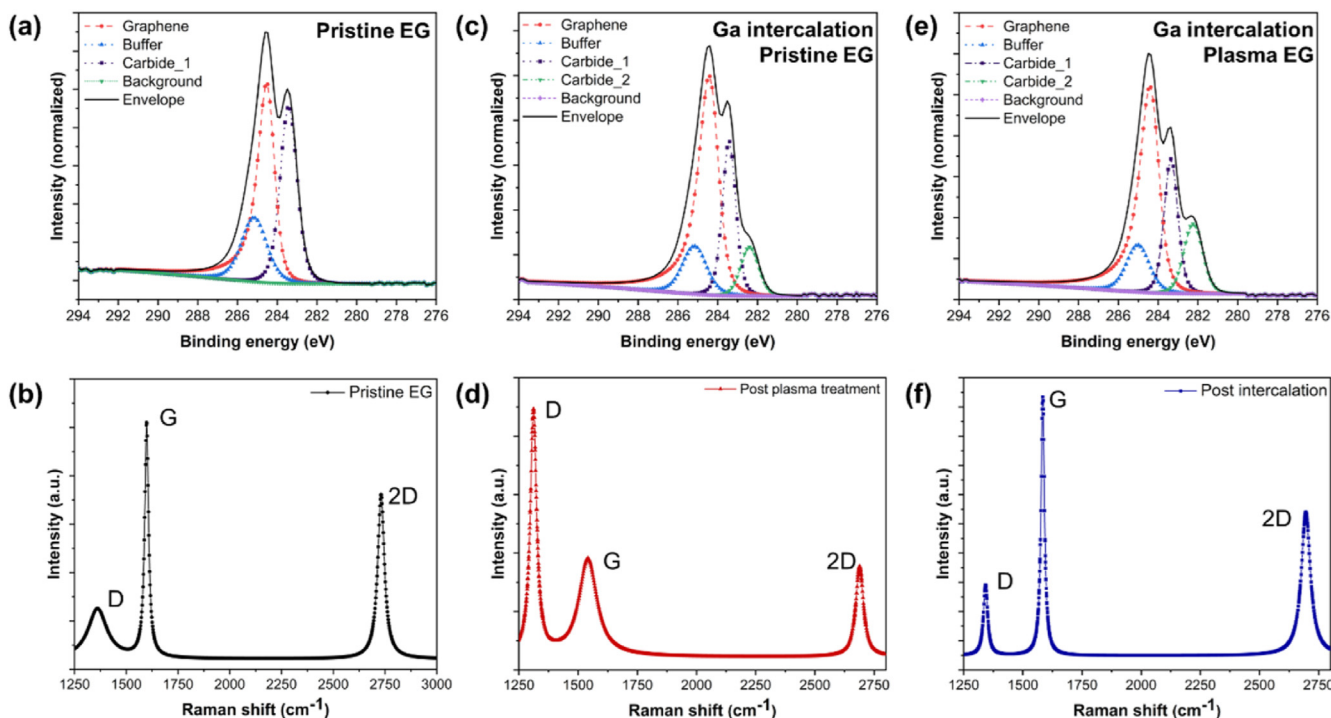 (a)
Pristine EG
Graphene
Buffer
Carbide_1
Background
Envelope
Intensity (normalized)
294 292 290 288 286 284 282 280 278 276
Binding energy (eV)
(c)
Ga intercalation
Pristine EG
Graphene
Buffer
Carbide_1
Carbide_2
Background
Envelope
Intensity (normalized)
294 292 290 288 286 284 282 280 278 276
Binding energy (eV)
(e)
Ga intercalation
Plasma EG
Graphene
Buffer
Carbide_1
Carbide_2
Background
Envelope
Intensity (normalized)
294 292 290 288 286 284 282 280 278 276
Binding energy (eV)
(b)
Pristine EG
G
2D
D
Intensity (a.u.)
1250 1500 1750 2000 2250 2500 2750 3000
Raman shift (cm-1)
(d)
Post plasma treatment
D
G
2D
Intensity (a.u.)
1250 1500 1750 2000 2250 2500 2750
Raman shift (cm-1)
(f)
Post intercalation
G
2D
D
Intensity (a.u.)
1250 1500 1750 2000 2250 2500 2750
Raman shift (cm-1)